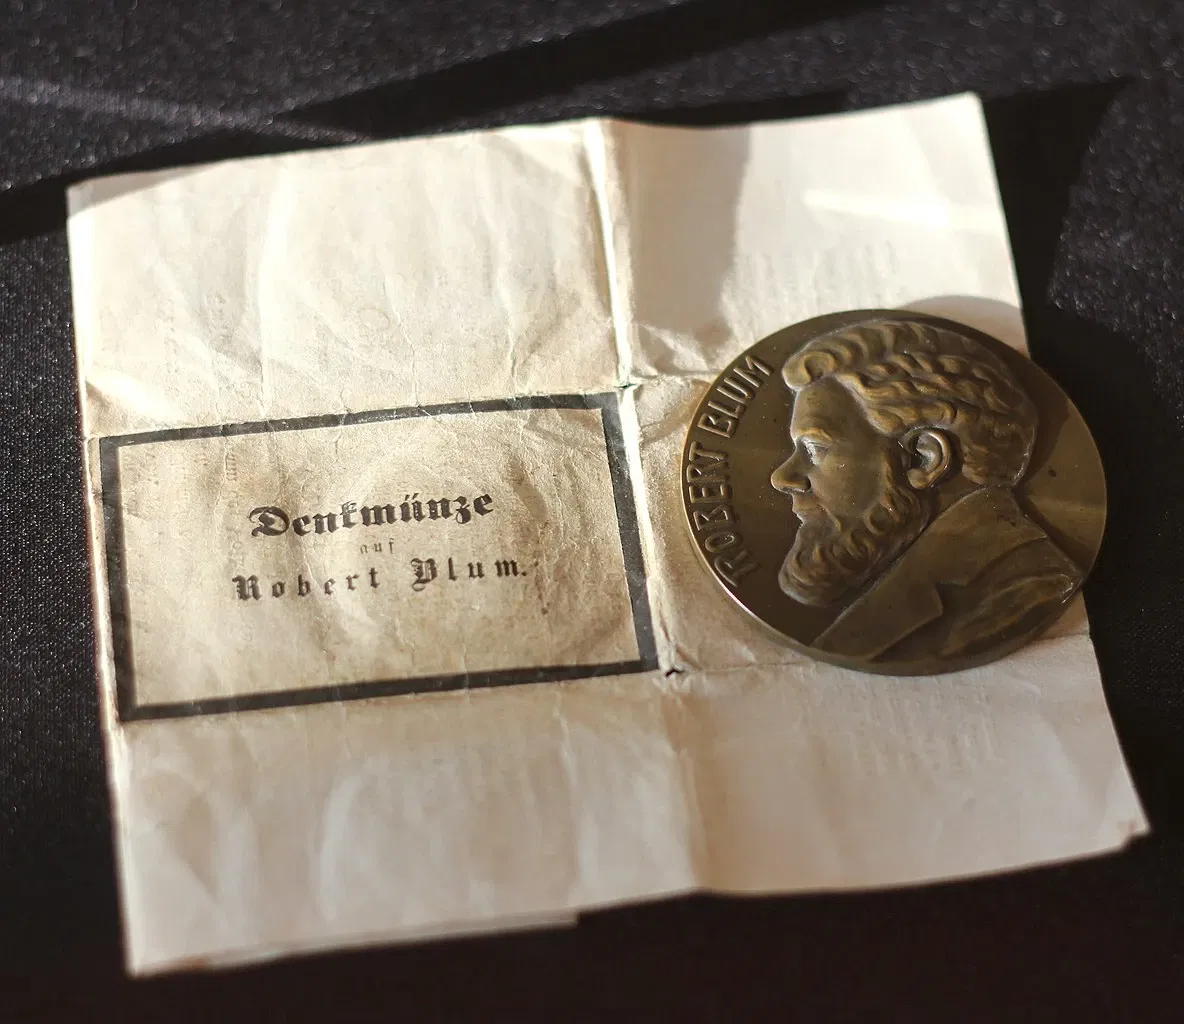 Denkmünze
auf
Robert Blum.
ROBERT BLUM